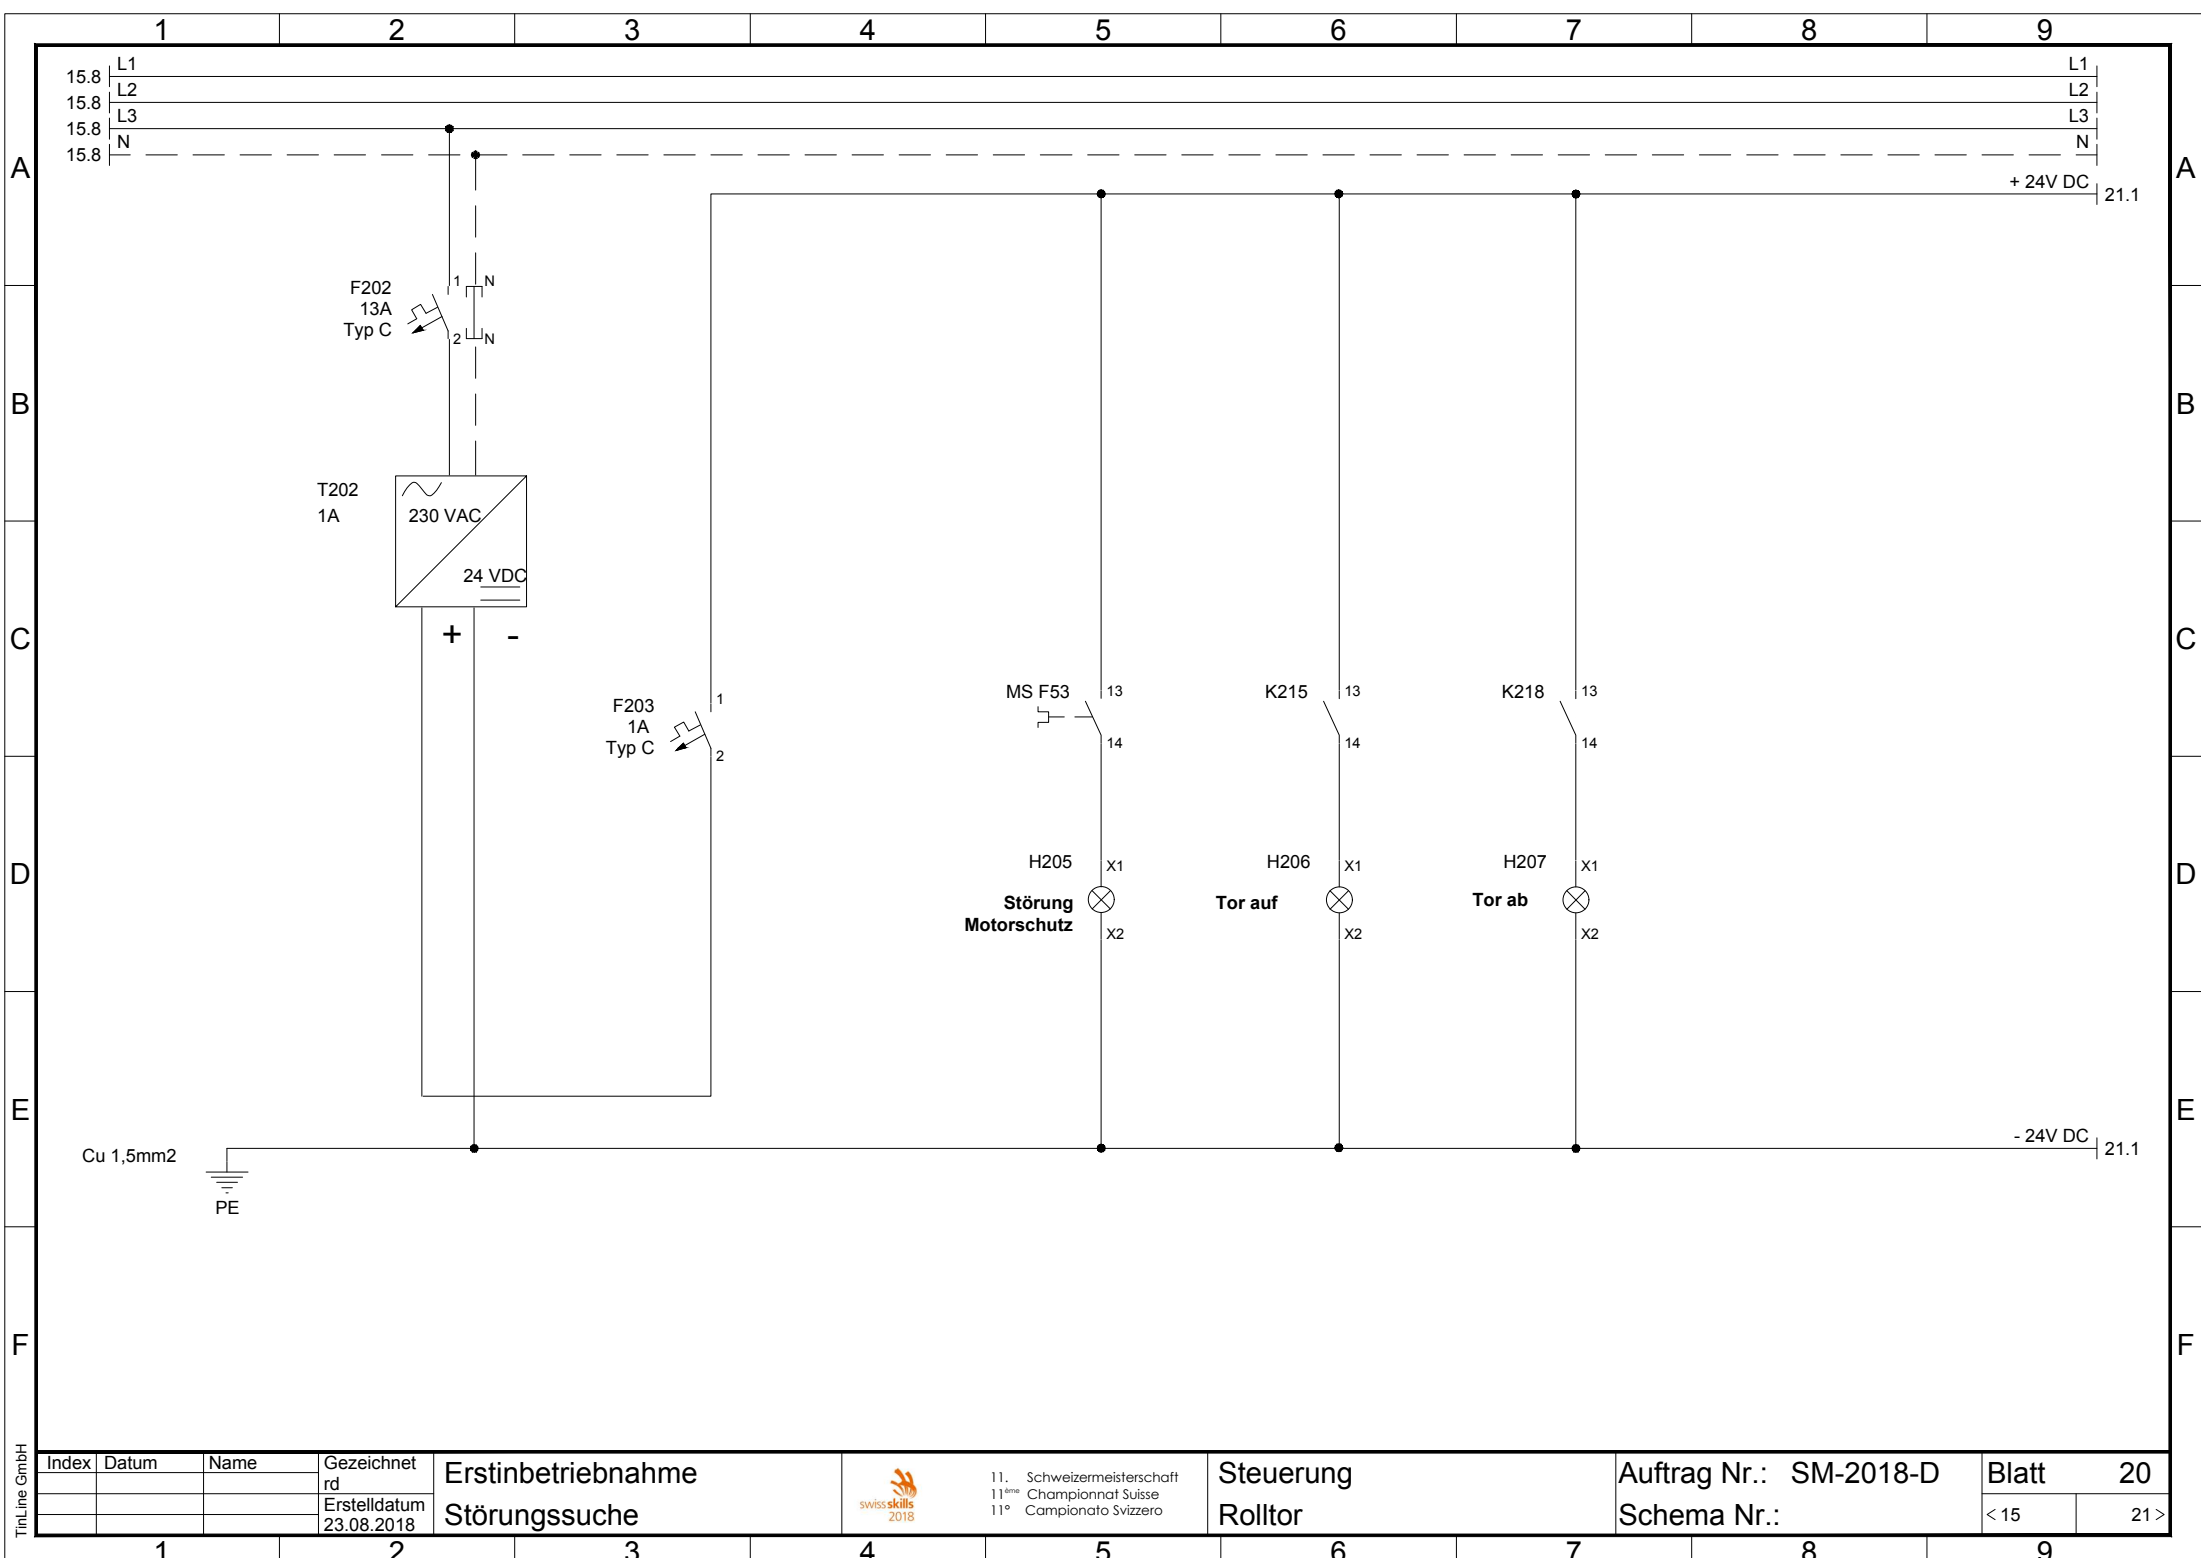 1 2 3 4 5 6 7 8 9
15.8 L1 L1
15.8 L2 L2
15.8 L3 L3
15.8 N N
A A
+ 24V DC 21.1
F202 1 N
13A
Typ C 2 N
B B
T202
1A 230 VAC
24 VDC
+ -
C C
F203 1
1A
Typ C 2
MS F53 13
14
K215 13
14
K218 13
14
D D
H205 X1
Störung
Motorschutz
X2
H206 X1
Tor auf
X2
H207 X1
Tor ab
X2
E E
- 24V DC 21.1
Cu 1,5mm2
PE
F F
TinLine GmbH
Index Datum Name Gezeichnet
rd
Erstelldatum
23.08.2018
Erstinbetriebnahme
Störungssuche
swissskills
2018
11. Schweizermeisterschaft
11ème Championnat Suisse
11° Campionato Svizzero
Steuerung
Rolltor
Auftrag Nr.: SM-2018-D
Schema Nr.:
Blatt 20
< 15 21 >
1 2 3 4 5 6 7 8 9